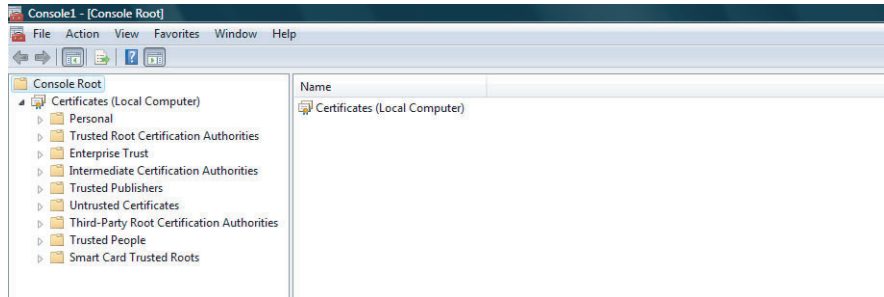 Console1 - [Console Root]
File Action View Favorites Window Help
Console Root
Certificates (Local Computer)
Personal
Trusted Root Certification Authorities
Enterprise Trust
Intermediate Certification Authorities
Trusted Publishers
Untrusted Certificates
Third-Party Root Certification Authorities
Trusted People
Smart Card Trusted Roots
Name
Certificates (Local Computer)